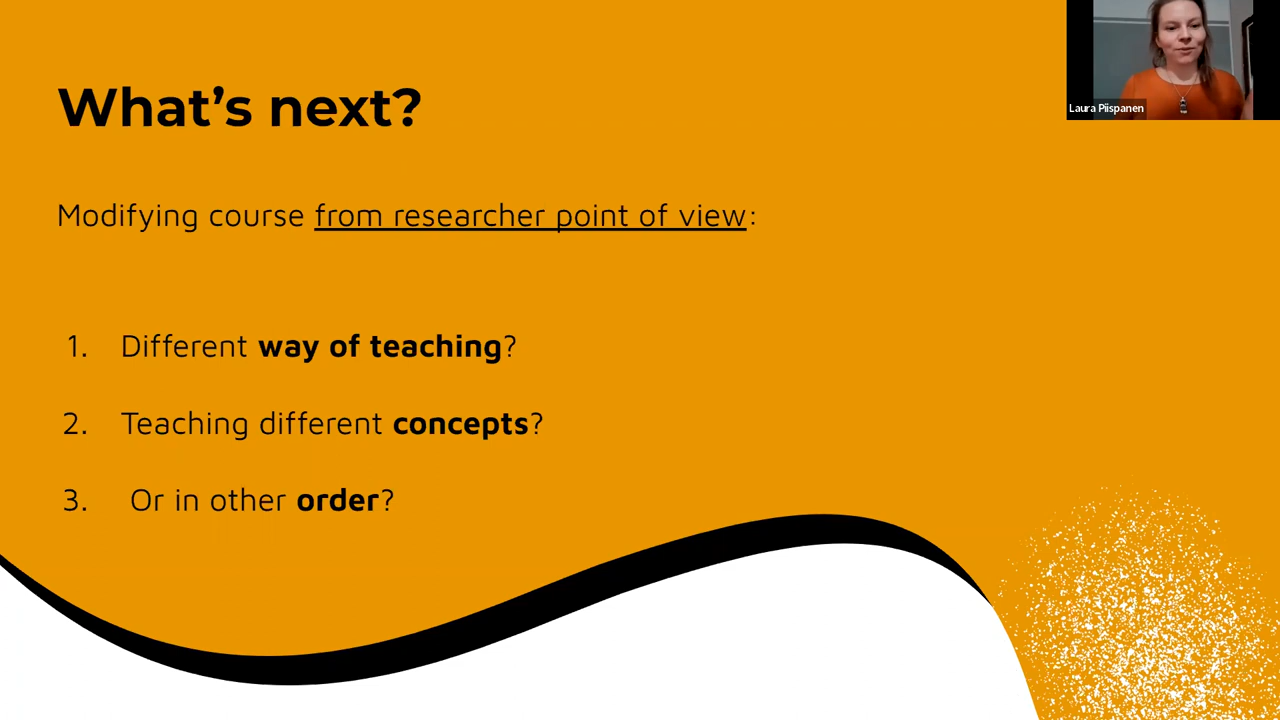 What’s next?
Laura Piispanen
Modifying course from researcher point of view:
1. Different way of teaching?
2. Teaching different concepts?
3. Or in other order?